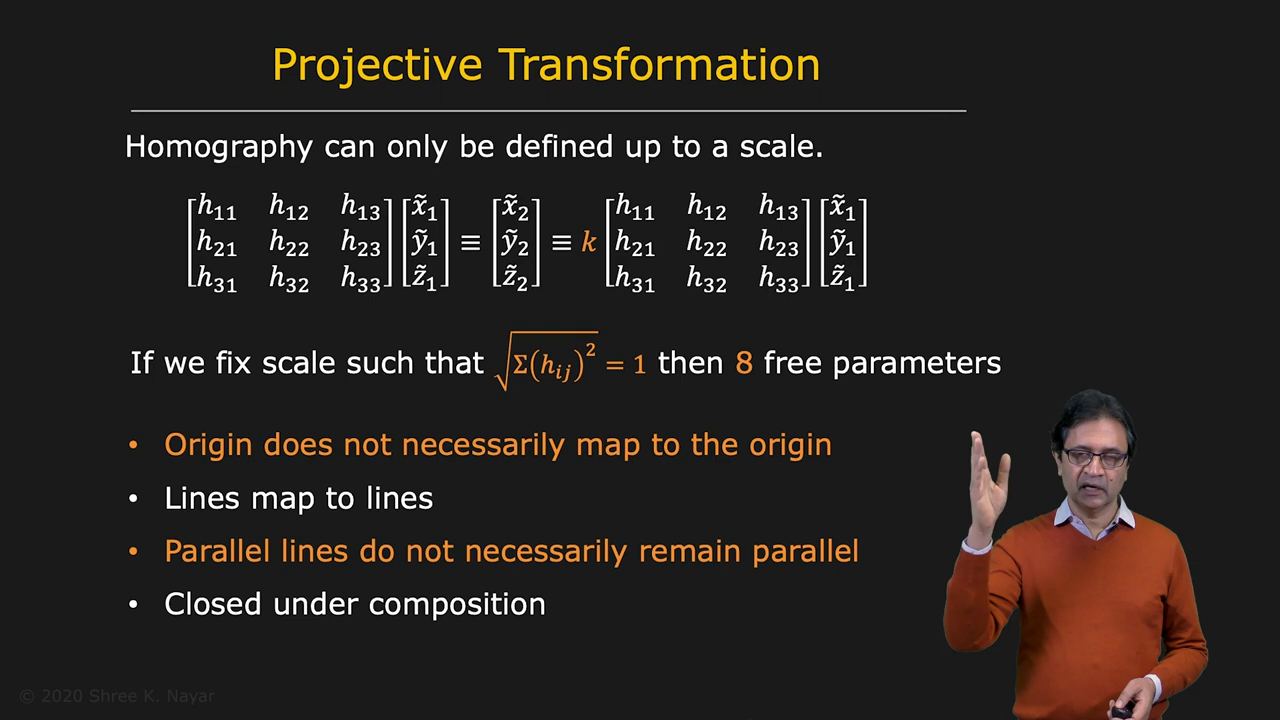 Projective Transformation
Homography can only be defined up to a scale.
[h₁₁ h₁₂ h₁₃; h₂₁ h₂₂ h₂₃; h₃₁ h₃₂ h₃₃] [x̃₁; ỹ₁; z̃₁] ≡ [x̃₂; ỹ₂; z̃₂] ≡ k [h₁₁ h₁₂ h₁₃; h₂₁ h₂₂ h₂₃; h₃₁ h₃₂ h₃₃] [x̃₁; ỹ₁; z̃₁]
If we fix scale such that √(Σ(hᵢⱼ)²) = 1 then 8 free parameters
• Origin does not necessarily map to the origin
• Lines map to lines
• Parallel lines do not necessarily remain parallel
• Closed under composition
© 2020 Shree K. Nayar